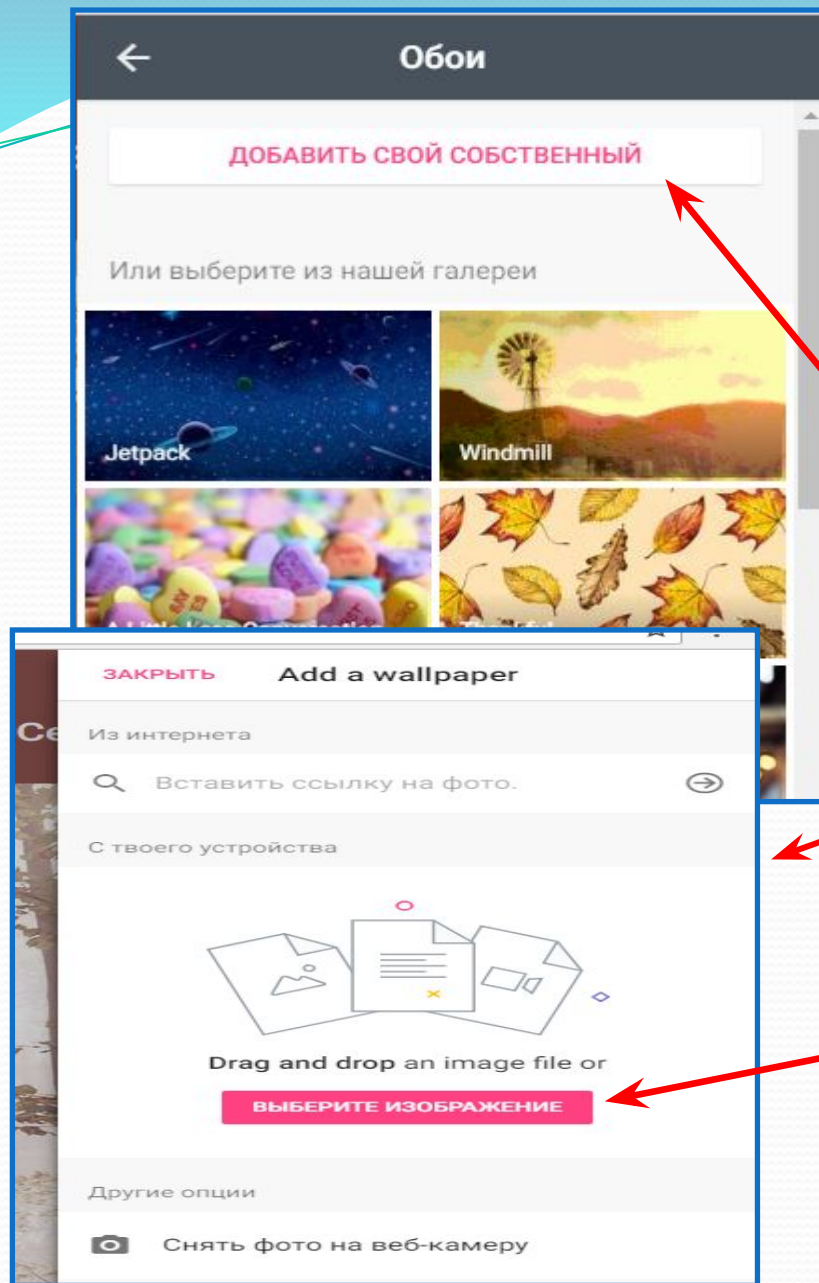 Обои
ДОБАВИТЬ СВОЙ СОБСТВЕННЫЙ
Или выберите из нашей галереи
Jetpack
Windmill
ЗАКРЫТЬ Add a wallpaper
Се
Из интернета
Вставить ссылку на фото.
С твоего устройства
Drag and drop an image file or
ВЫБЕРИТЕ ИЗОБРАЖЕНИЕ
Другие опции
Снять фото на веб-камеру